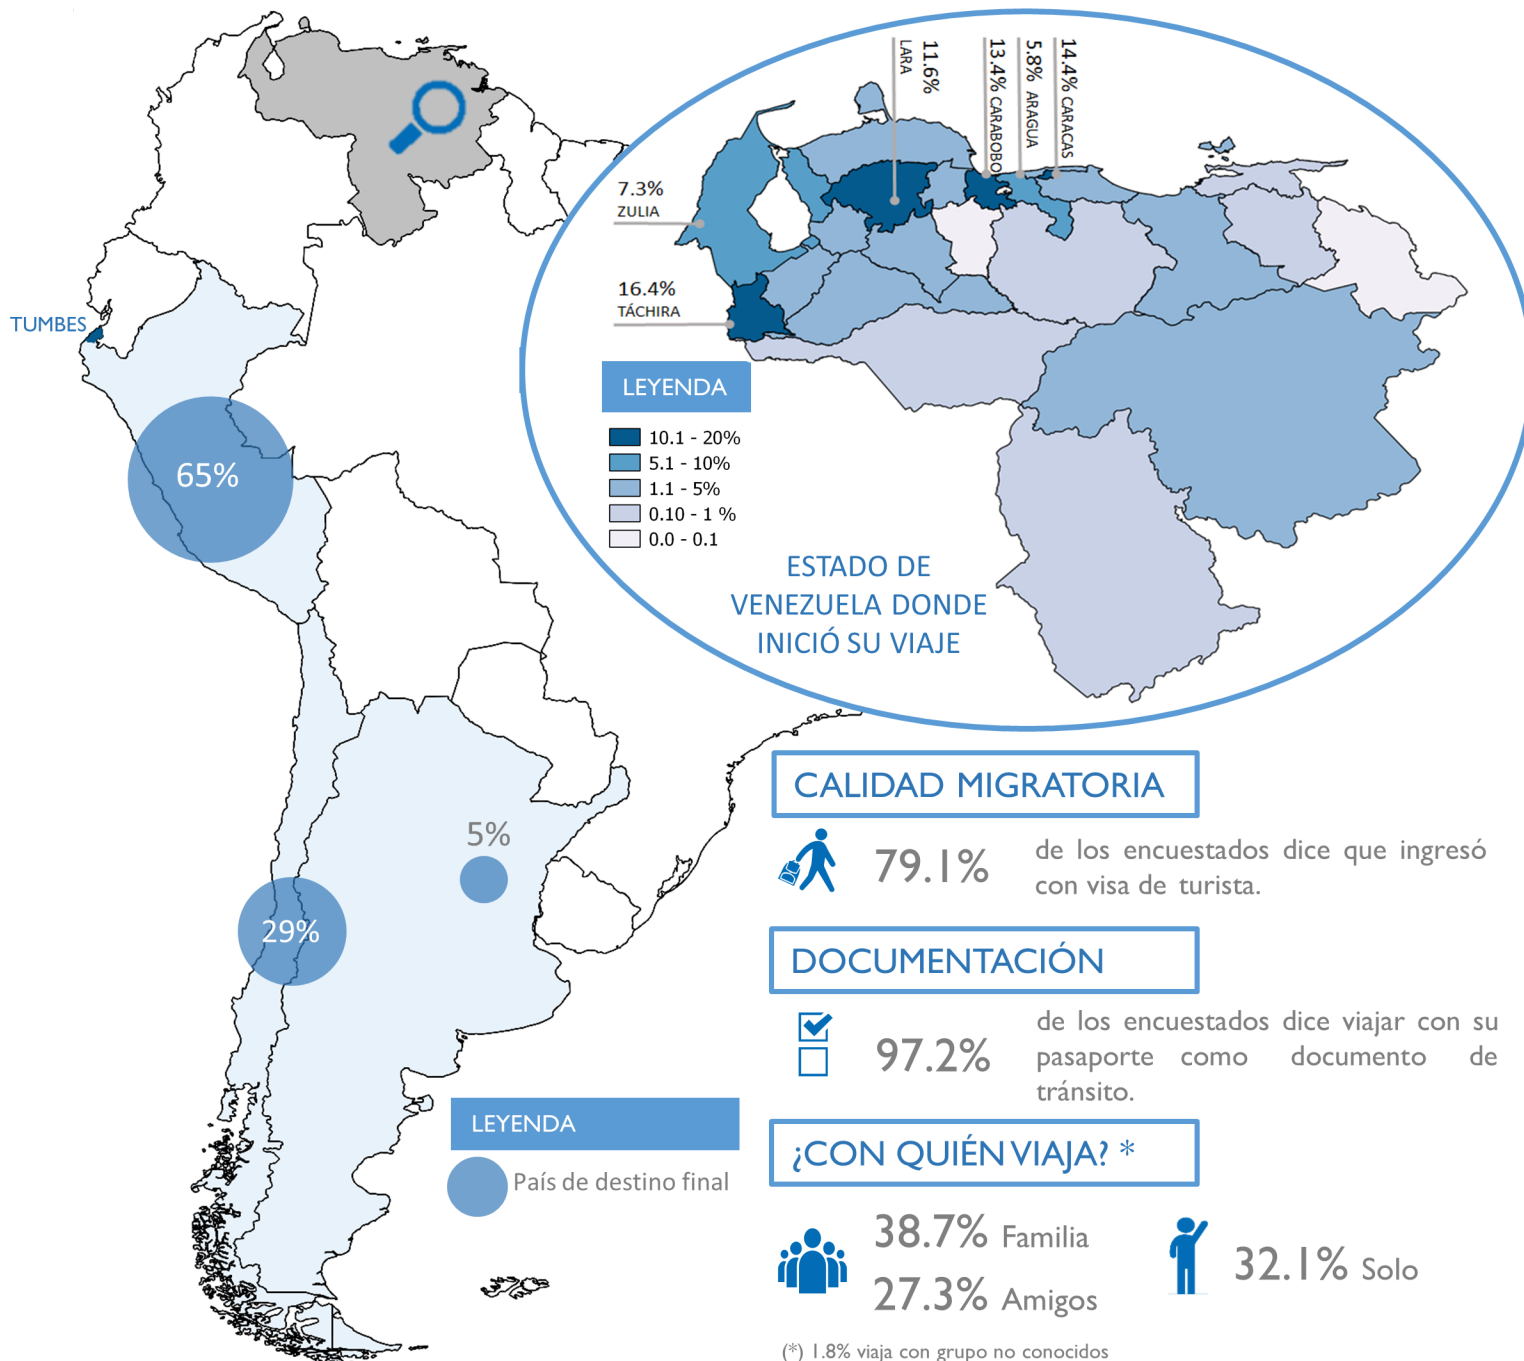 11.6%
LARA
13.4% CARABOBO
5.8% ARAGUA
14.4% CARACAS
7.3%
ZULIA
16.4%
TÁCHIRA
TUMBES
LEYENDA
10.1 - 20%
5.1 - 10%
1.1 - 5%
0.10 - 1 %
0.0 - 0.1
ESTADO DE
VENEZUELA DONDE
INICIÓ SU VIAJE
65%
5%
29%
LEYENDA
País de destino final
CALIDAD MIGRATORIA
79.1%
de los encuestados dice que ingresó
con visa de turista.
DOCUMENTACIÓN
97.2%
de los encuestados dice viajar con su
pasaporte como documento de
tránsito.
¿CON QUIÉN VIAJA? *
38.7% Familia
27.3% Amigos
32.1% Solo
(*) 1.8% viaja con grupo no conocidos